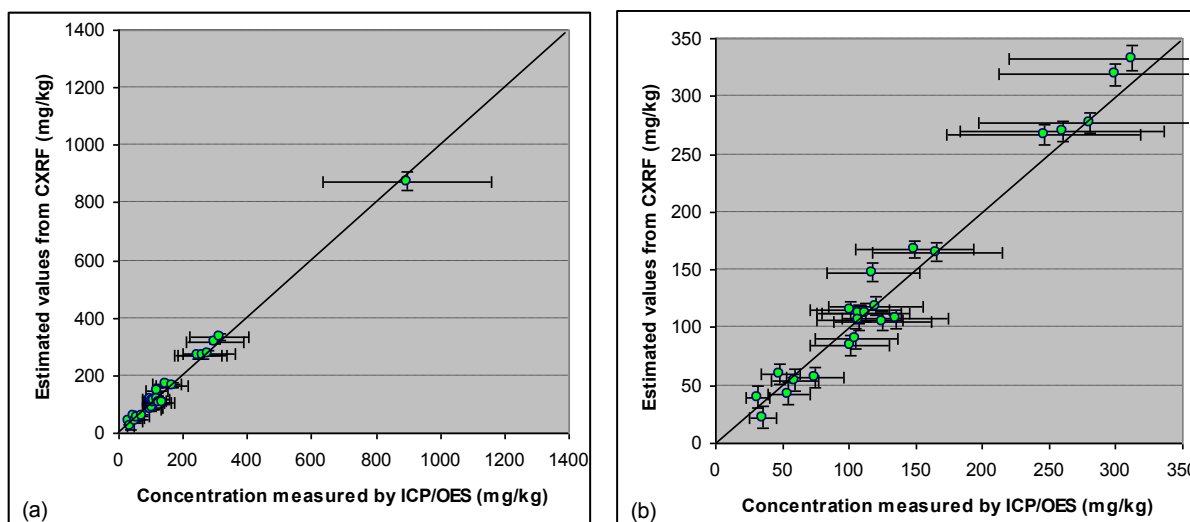 1400
1200
1000
800
600
400
200
0
0 200 400 600 800 1000 1200 1400
Estimated values from CXRF (mg/kg)
Concentration measured by ICP/OES (mg/kg)
(a)
350
300
250
200
150
100
50
0
0 50 100 150 200 250 300 350
Estimated values from CXRF (mg/kg)
Concentration measured by ICP/OES (mg/kg)
(b)